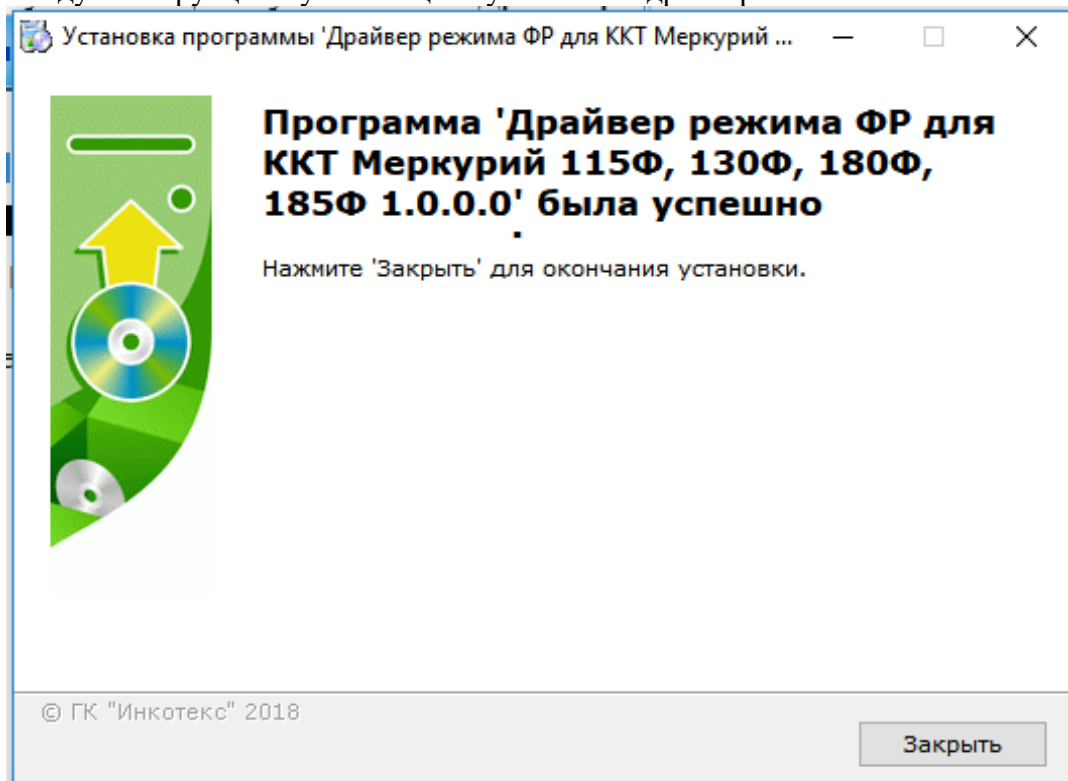 Установка программы 'Драйвер режима ФР для ККТ Меркурий ...
Программа 'Драйвер режима ФР для
ККТ Меркурий 115Ф, 130Ф, 180Ф,
185Ф 1.0.0.0' была успешно
Нажмите 'Закрыть' для окончания установки.
© ГК "Инкотекс" 2018
Закрыть